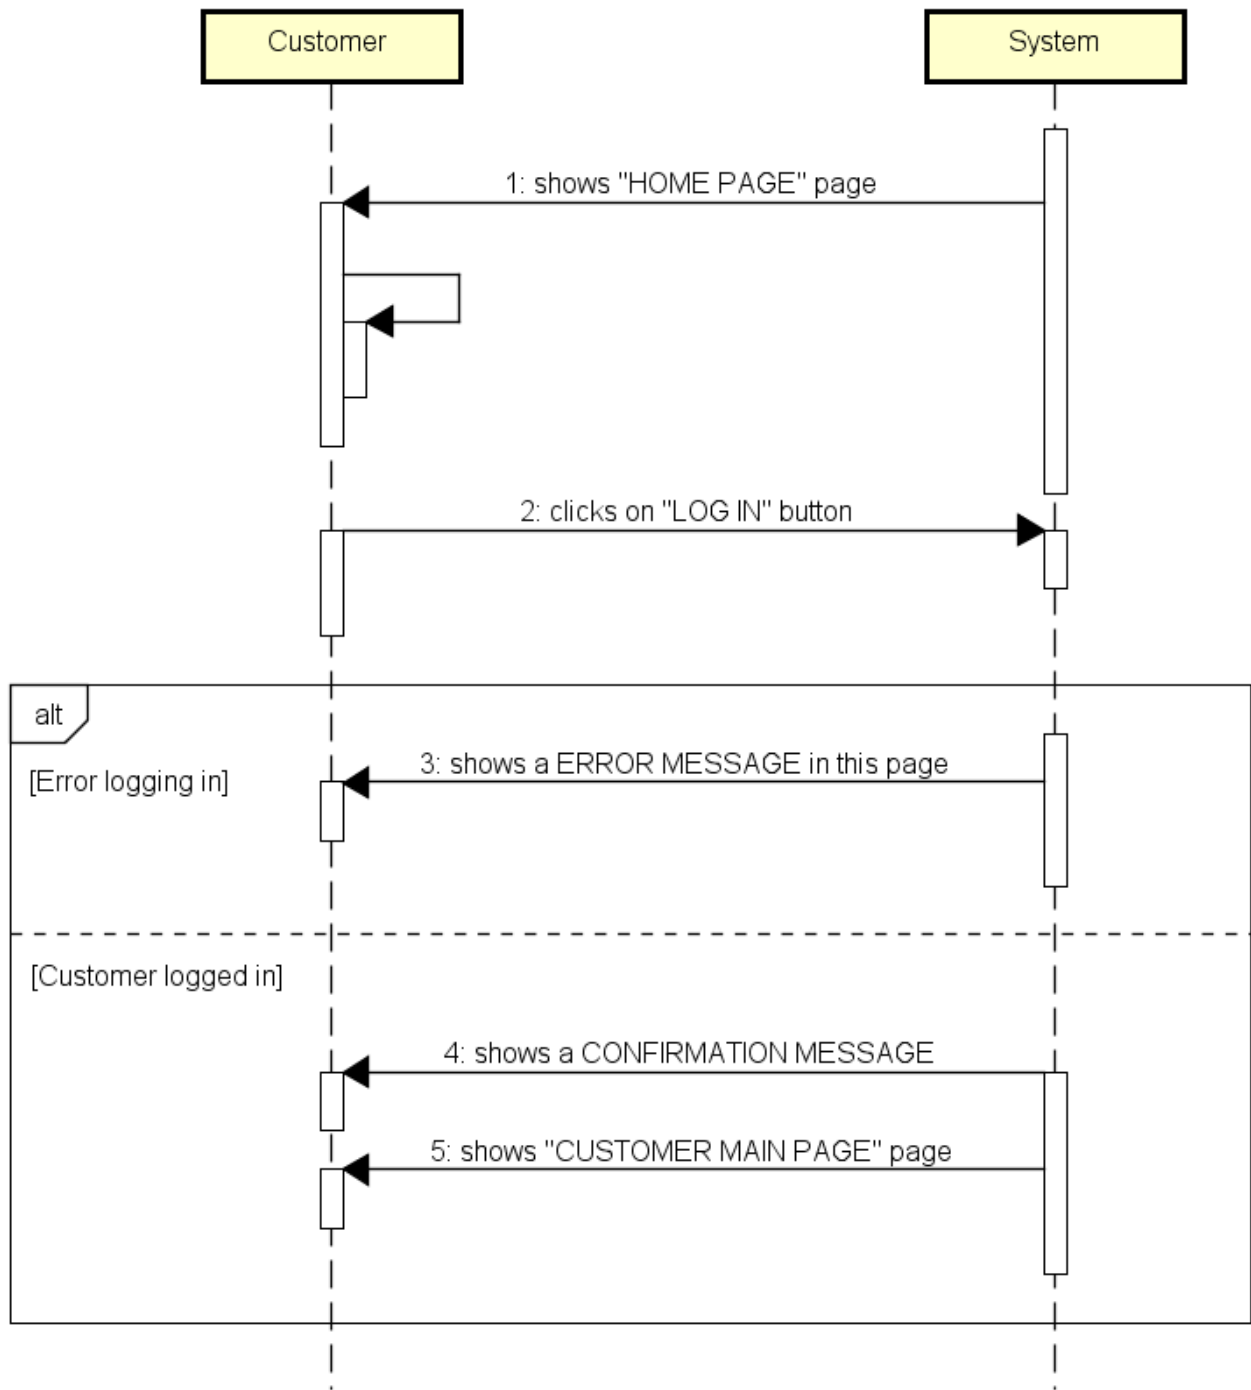 Customer
System
1: shows "HOME PAGE" page
2: clicks on "LOG IN" button
alt
3: shows a ERROR MESSAGE in this page
[Error logging in]
[Customer logged in]
4: shows a CONFIRMATION MESSAGE
5: shows "CUSTOMER MAIN PAGE" page